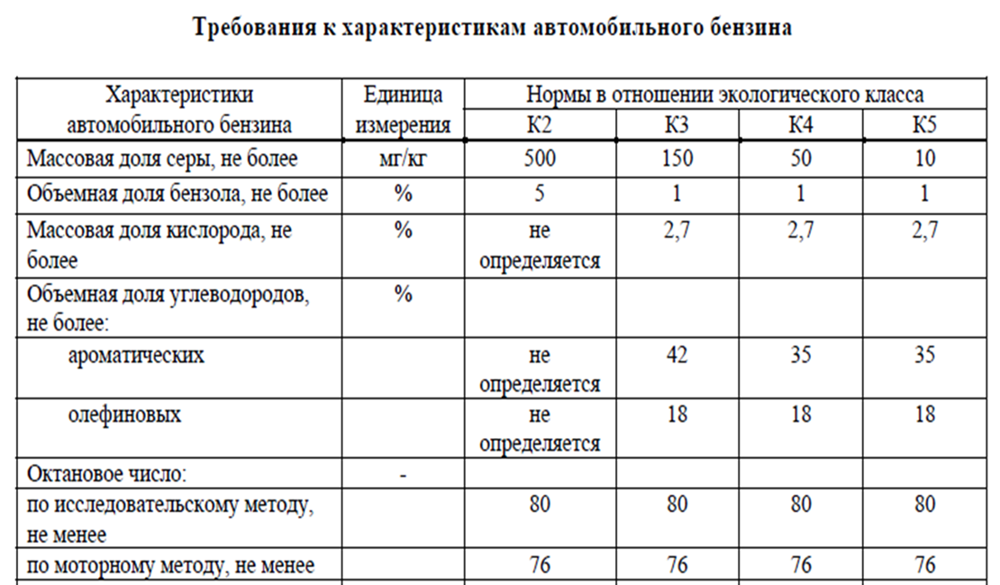 Требования к характеристикам автомобильного бензина
Характеристики автомобильного бензина Единица измерения Нормы в отношении экологического класса
К2 К3 К4 К5
Массовая доля серы, не более мг/кг 500 150 50 10
Объемная доля бензола, не более % 5 1 1 1
Массовая доля кислорода, не % не 2,7 2,7 2,7
более определяется
Объемная доля углеводородов, %
не более:
ароматических не 42 35 35
определяется
олефиновых не 18 18 18
определяется
Октановое число: -
по исследовательскому методу, 80 80 80 80
не менее
по моторному методу, не менее 76 76 76 76